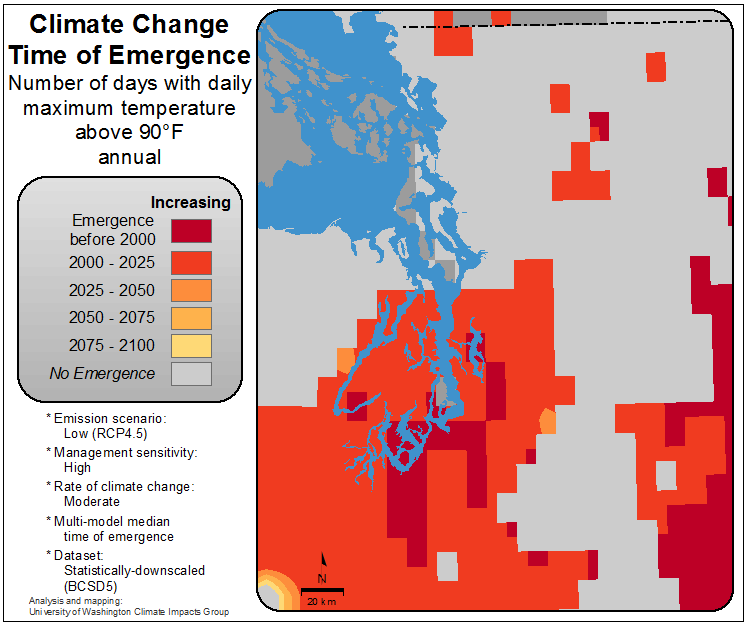 Climate Change
Time of Emergence
Number of days with daily
maximum temperature
above 90°F
annual
Increasing
Emergence
before 2000
2000 - 2025
2025 - 2050
2050 - 2075
2075 - 2100
No Emergence
* Emission scenario:
Low (RCP4.5)
* Management sensitivity:
High
* Rate of climate change:
Moderate
* Multi-model median
time of emergence
* Dataset:
Statistically-downscaled
(BCSD5)
Analysis and mapping:
University of Washington Climate Impacts Group
N
20 km